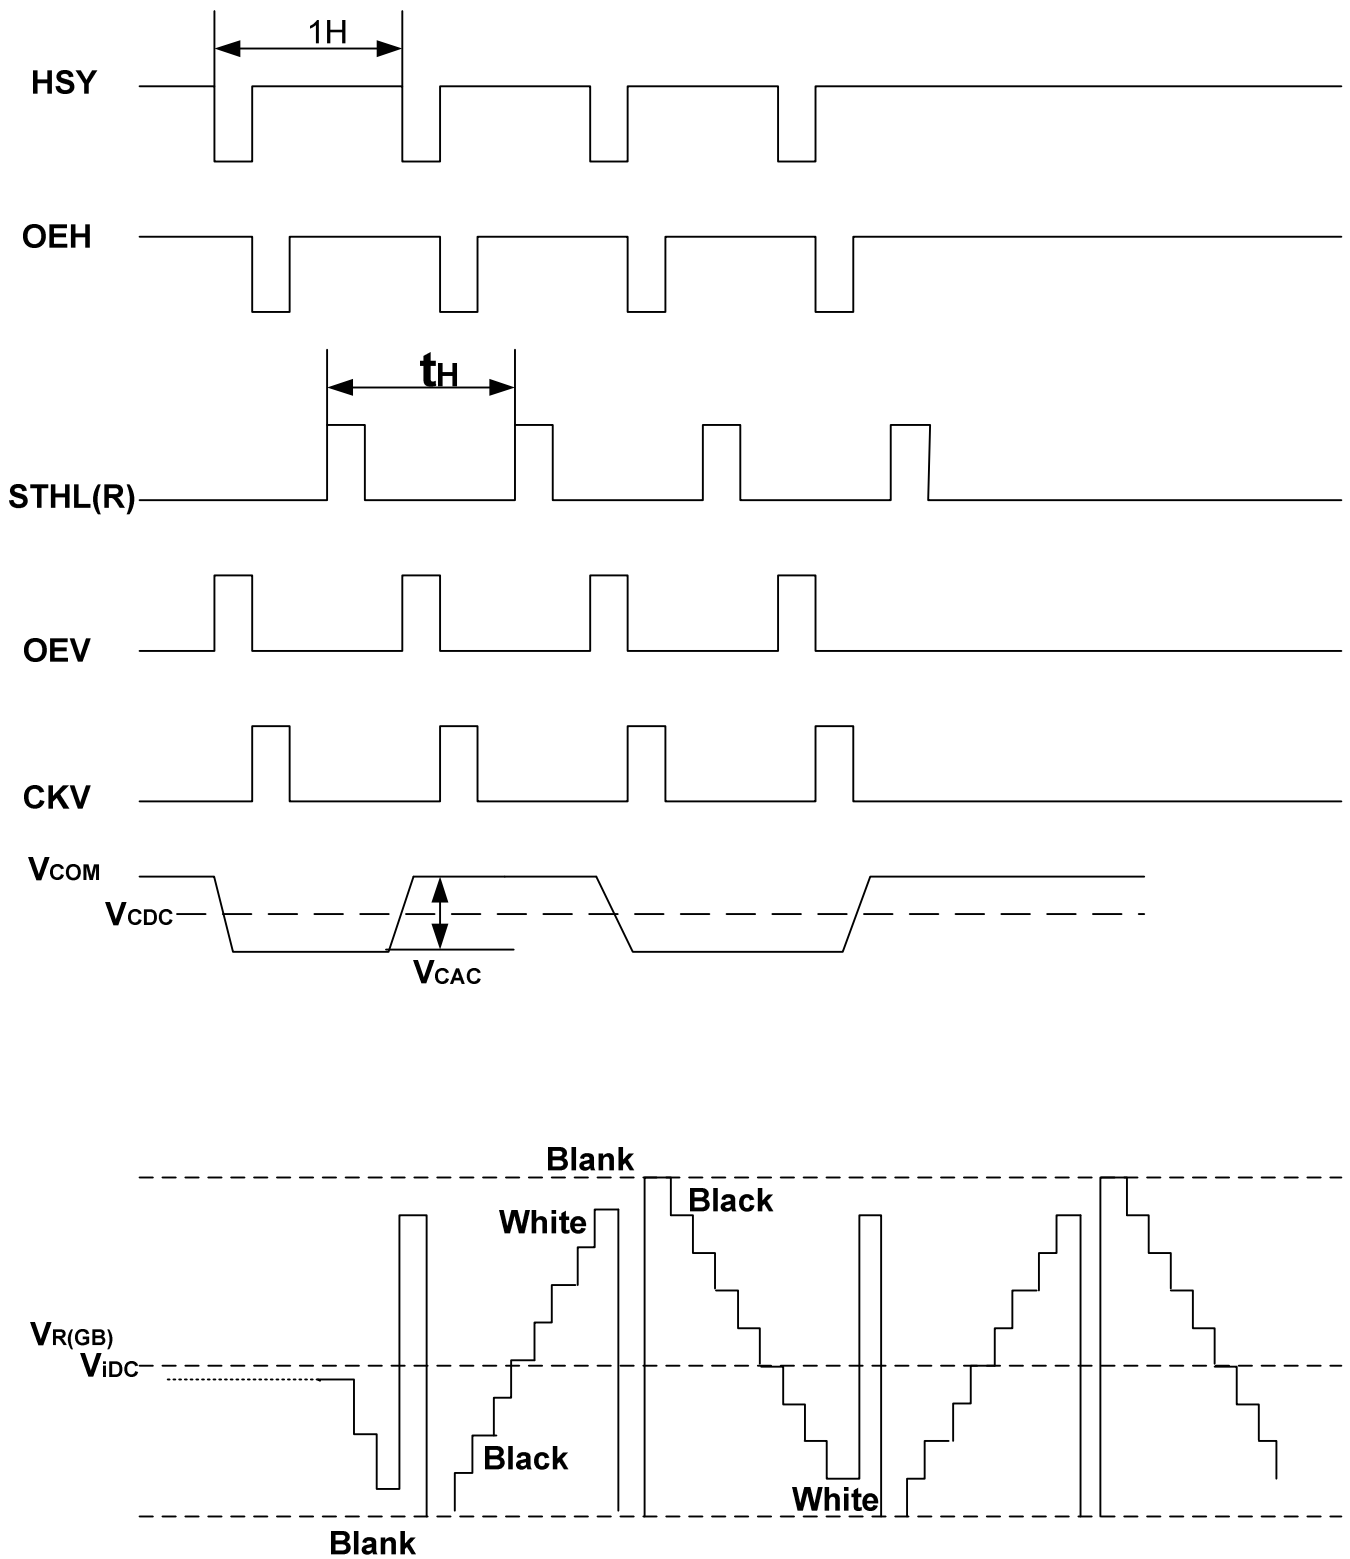 1H
HSY
OEH
tH
STHL(R)
OEV
CKV
VCOM
VCDC
VCAC
Blank
Black
White
VR(GB)
ViDC
Black
White
Blank